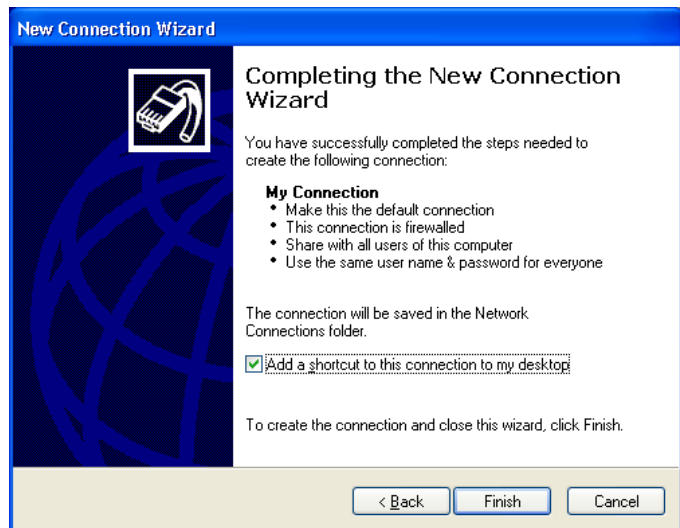 New Connection Wizard
Completing the New Connection
Wizard
You have successfully completed the steps needed to
create the following connection:
My Connection
• Make this the default connection
• This connection is firewalled
• Share with all users of this computer
• Use the same user name & password for everyone
The connection will be saved in the Network
Connections folder.
Add a shortcut to this connection to my desktop
To create the connection and close this wizard, click Finish.
< Back Finish Cancel